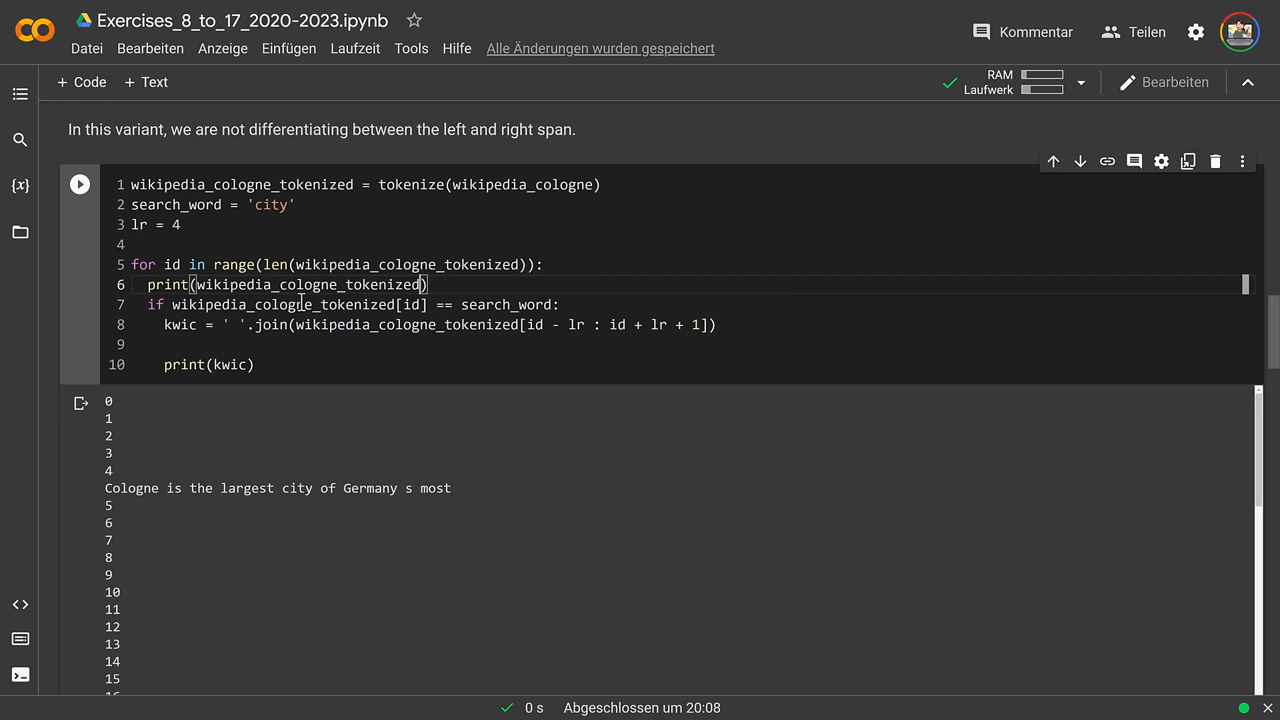 Exercises_8_to_17_2020-2023.ipynb
Kommentar
Teilen
Datei Bearbeiten Anzeige Einfügen Laufzeit Tools Hilfe Alle Änderungen wurden gespeichert
+ Code + Text
RAM
Laufwerk
Bearbeiten
In this variant, we are not differentiating between the left and right span.
1 wikipedia_cologne_tokenized = tokenize(wikipedia_cologne)
2 search_word = 'city'
3 lr = 4
4
5 for id in range(len(wikipedia_cologne_tokenized)):
6 print(wikipedia_cologne_tokenized)
7 if wikipedia_cologne_tokenized[id] == search_word:
8 kwic = ' '.join(wikipedia_cologne_tokenized[id - lr : id + lr + 1])
9
10 print(kwic)
0
1
2
3
4
Cologne is the largest city of Germany s most
5
6
7
8
9
10
11
12
13
14
15
0 s Abgeschlossen um 20:08